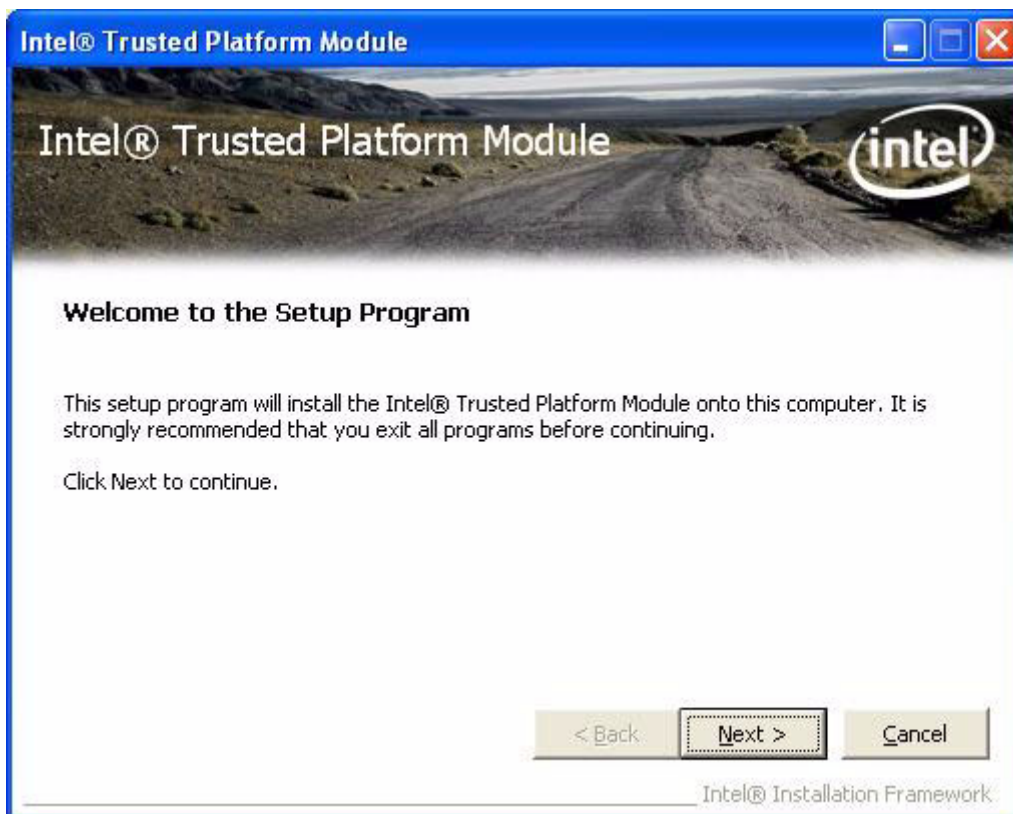 Intel® Trusted Platform Module
Intel® Trusted Platform Module
intel
Welcome to the Setup Program
This setup program will install the Intel® Trusted Platform Module onto this computer. It is
strongly recommended that you exit all programs before continuing.
Click Next to continue.
< Back
Next >
Cancel
Intel® Installation Framework